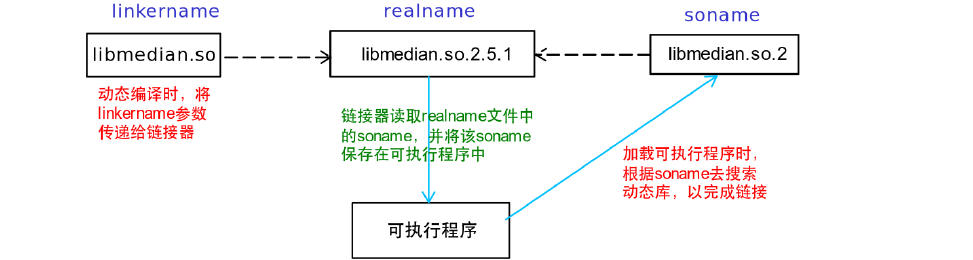 linkername
realname
soname
libmedian.so
libmedian.so.2.5.1
libmedian.so.2
动态编译时，将
linkername参数
传递给链接器
链接器读取realname文件中
的soname，并将该soname
保存在可执行程序中
加载可执行程序时，
根据soname去搜索
动态库，以完成链接
可执行程序